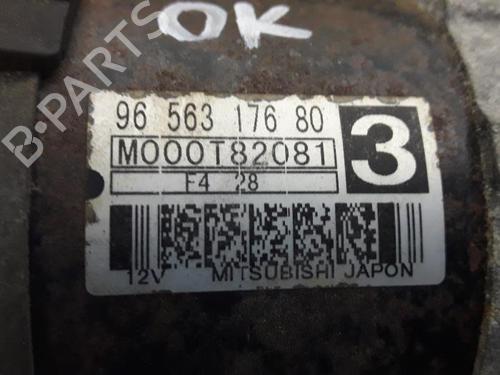 OK
96 563 176 80
M000T82081
3
F4 28
12V MITSUBISHI JAPON
B-PARTS